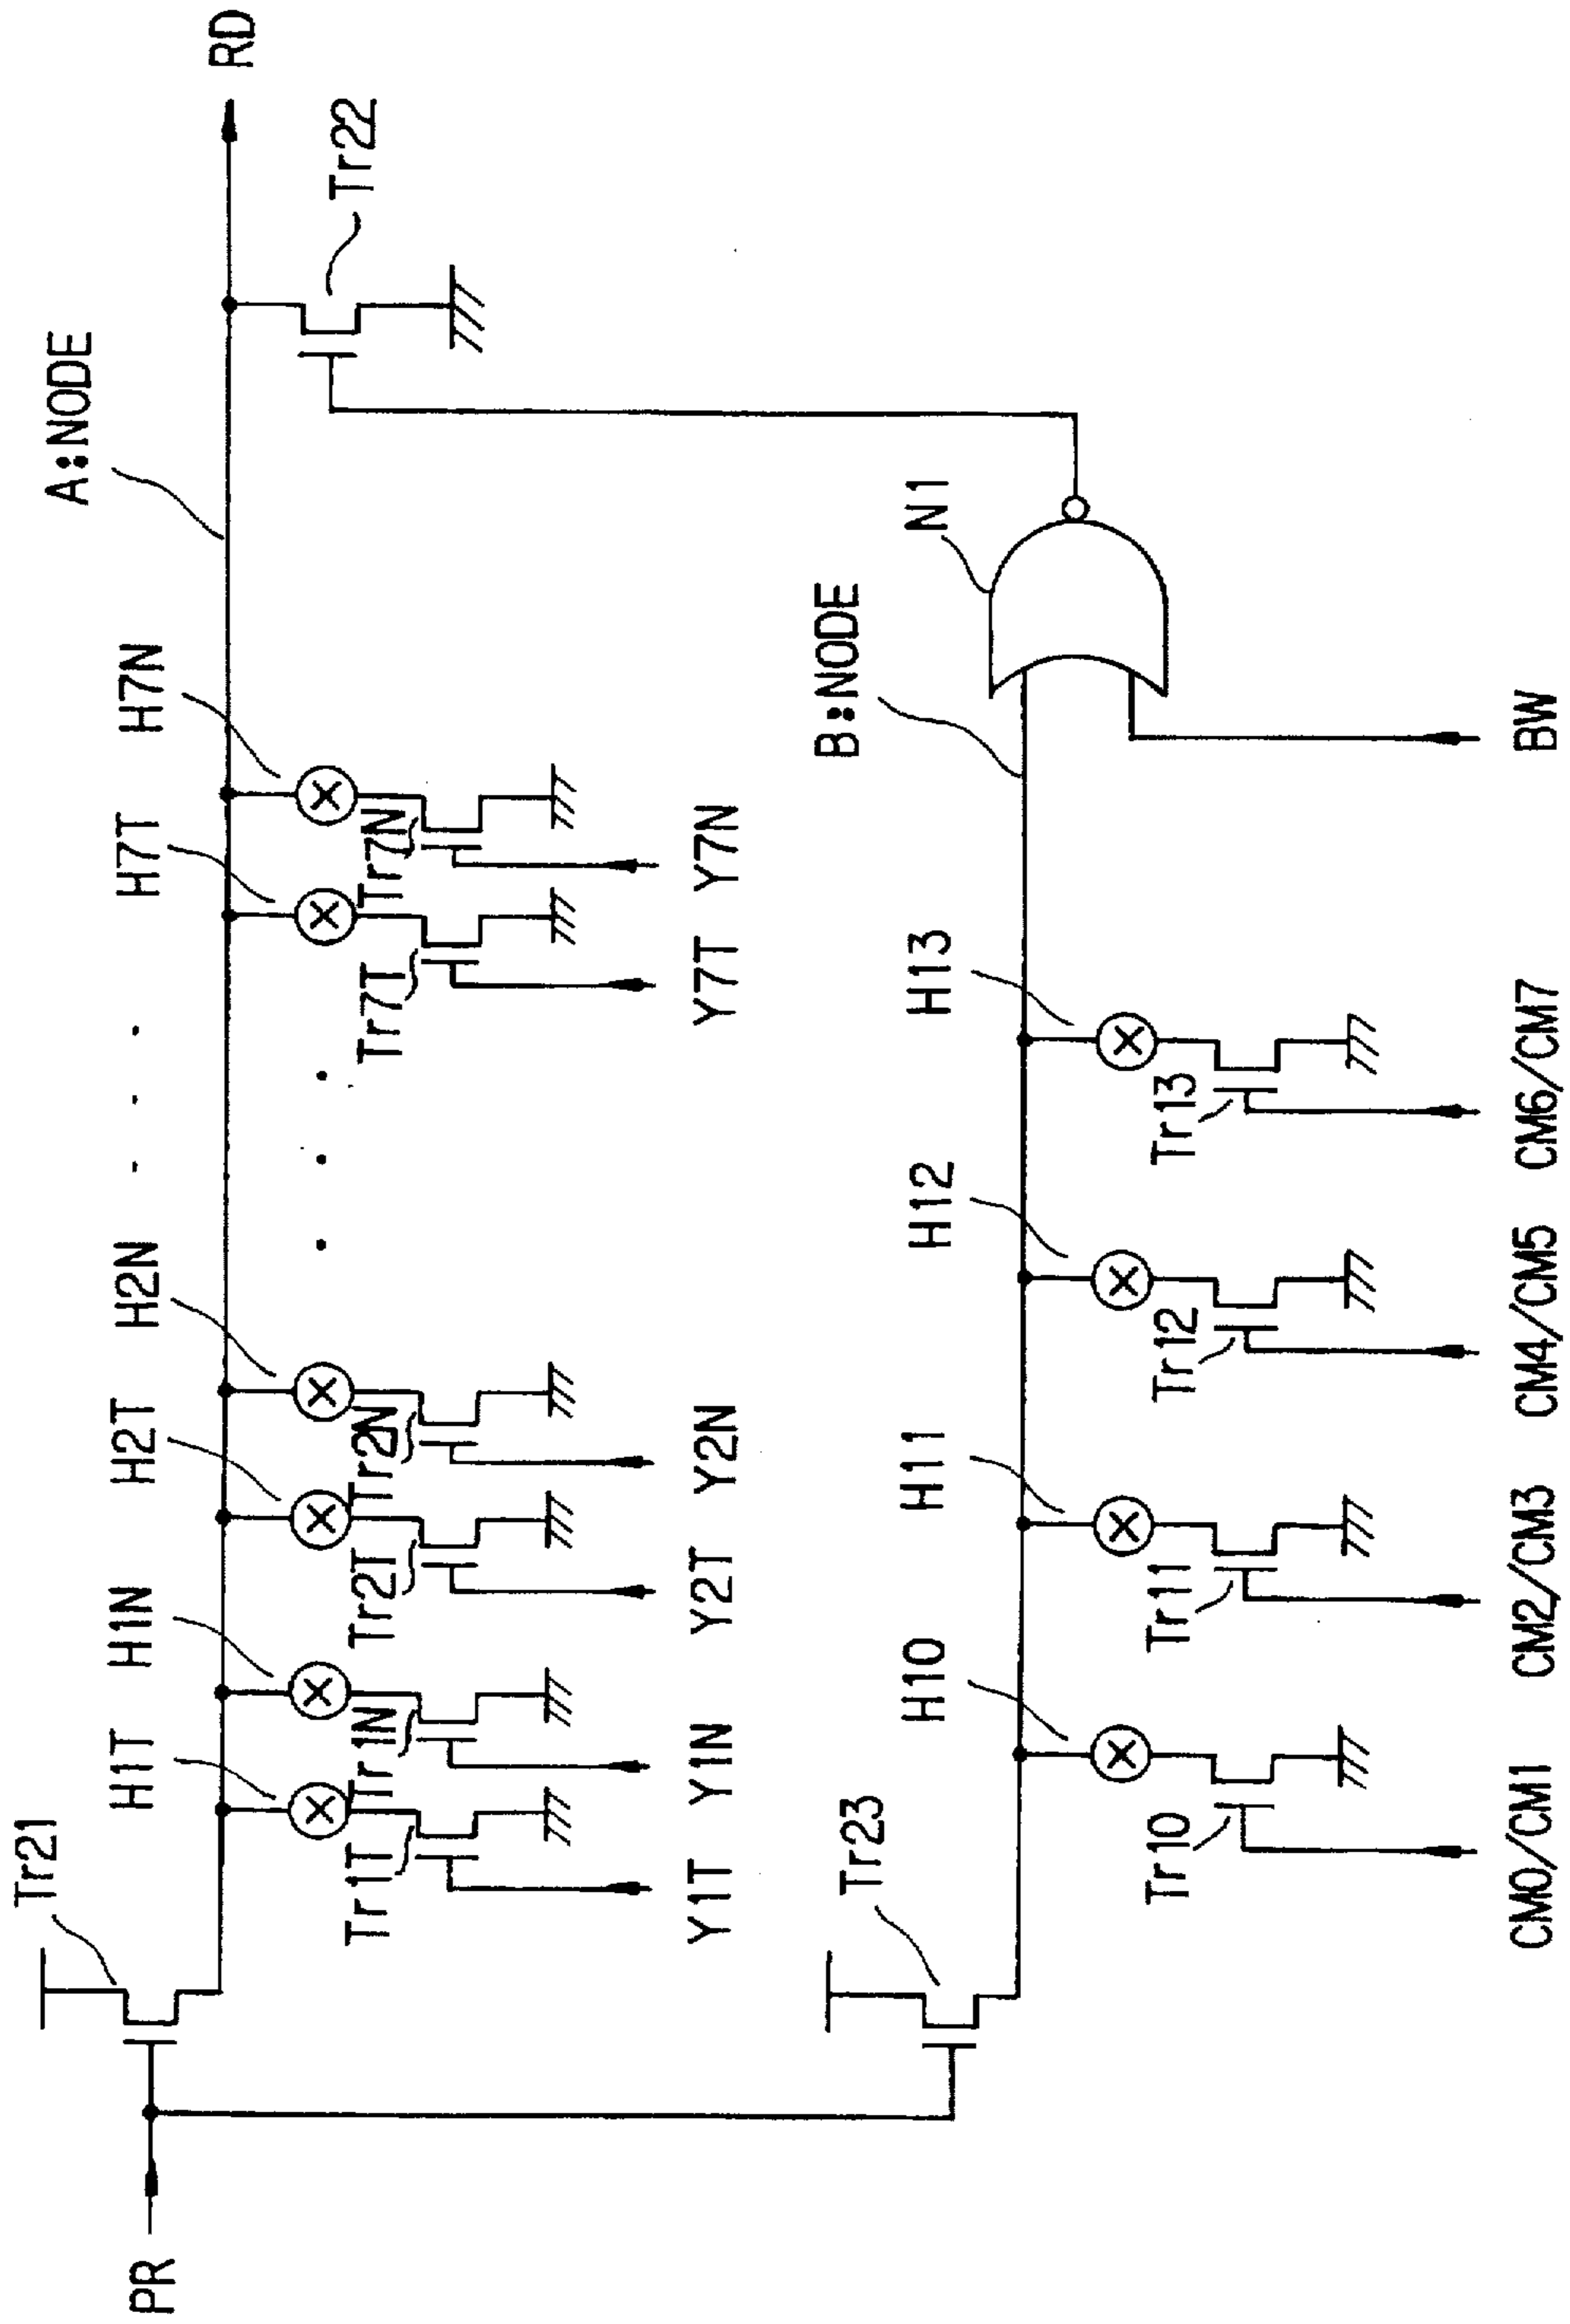 PR
Tr21
H1T
H1N
H2T
H2N
H7T
H7N
A:NODE
RD
Tr1T
Tr1N
Tr2T
Tr2N
Tr7T
Tr7N
Tr22
Y1T
Y1N
Y2T
Y2N
Y7T
Y7N
Tr23
H10
H11
H12
H13
B:NODE
N1
Tr10
Tr11
Tr12
Tr13
CM0/CM1
CM2/CM3
CM4/CM5
CM6/CM7
BW